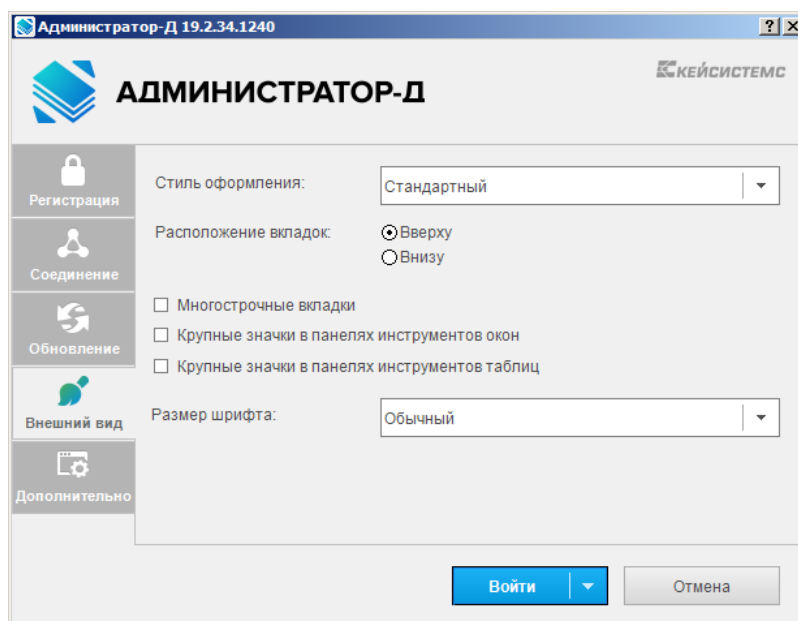 Администратор-Д 19.2.34.1240
АДМИНИСТРАТОР-Д
КЕЙСИСТЕМС
Регистрация
Соединение
Обновление
Внешний вид
Дополнительно
Стиль оформления:
Стандартный
Расположение вкладок:
Вверху
Внизу
Многострочные вкладки
Крупные значки в панелях инструментов окон
Крупные значки в панелях инструментов таблиц
Размер шрифта:
Обычный
Войти
Отмена